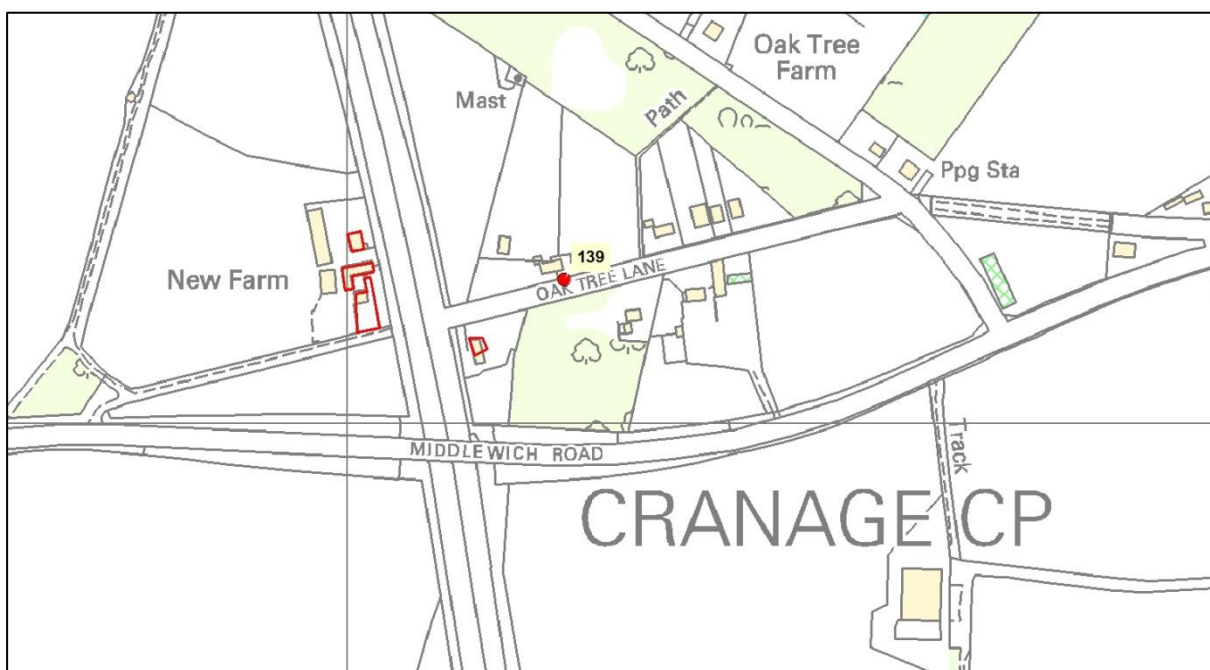 Oak Tree
Farm
Mast
Path
Ppg Sta
New Farm
139
OAK TREE LANE
MIDDLEWICH ROAD
Track
CRANAGE CP